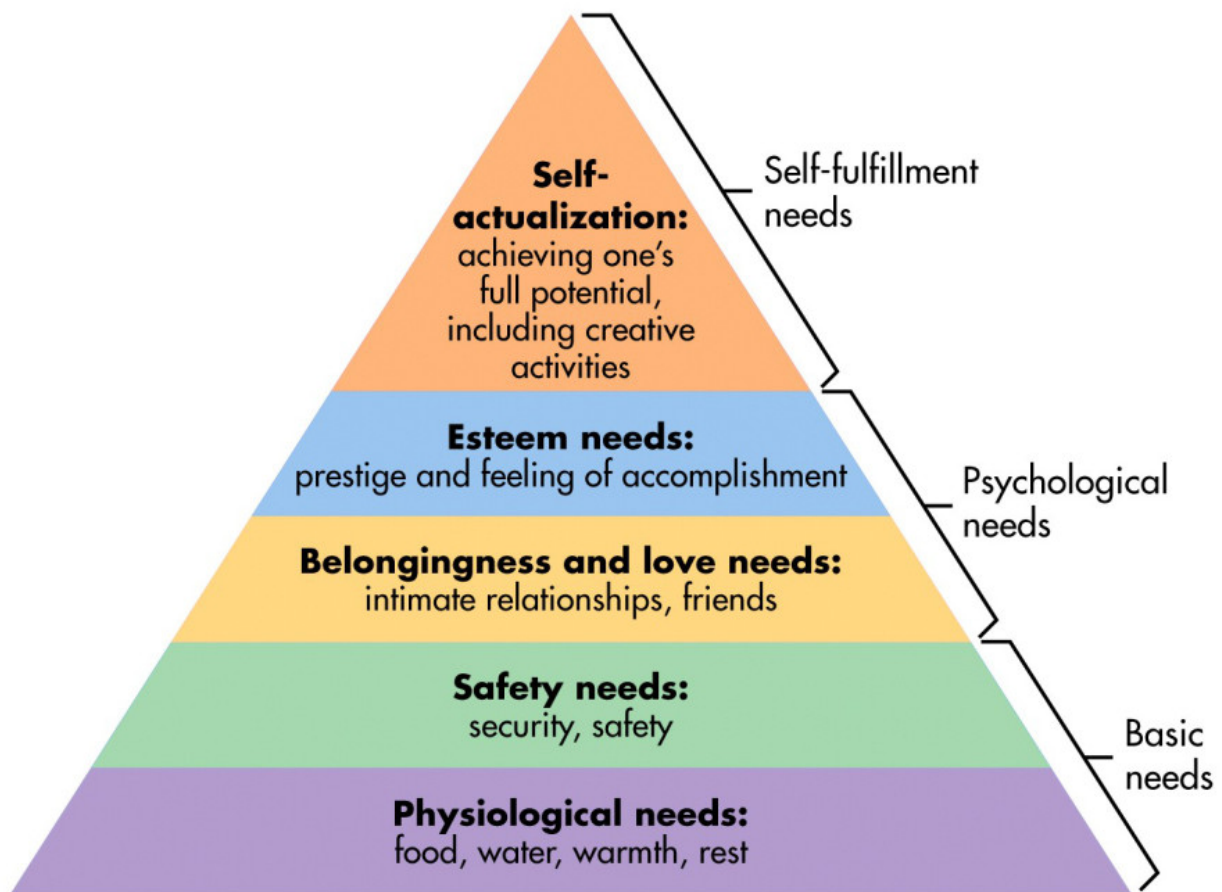 Self-
actualization:
achieving one’s
full potential,
including creative
activities
Self-fulfillment
needs
Esteem needs:
prestige and feeling of accomplishment
Psychological
needs
Belongingness and love needs:
intimate relationships, friends
Safety needs:
security, safety
Basic
needs
Physiological needs:
food, water, warmth, rest